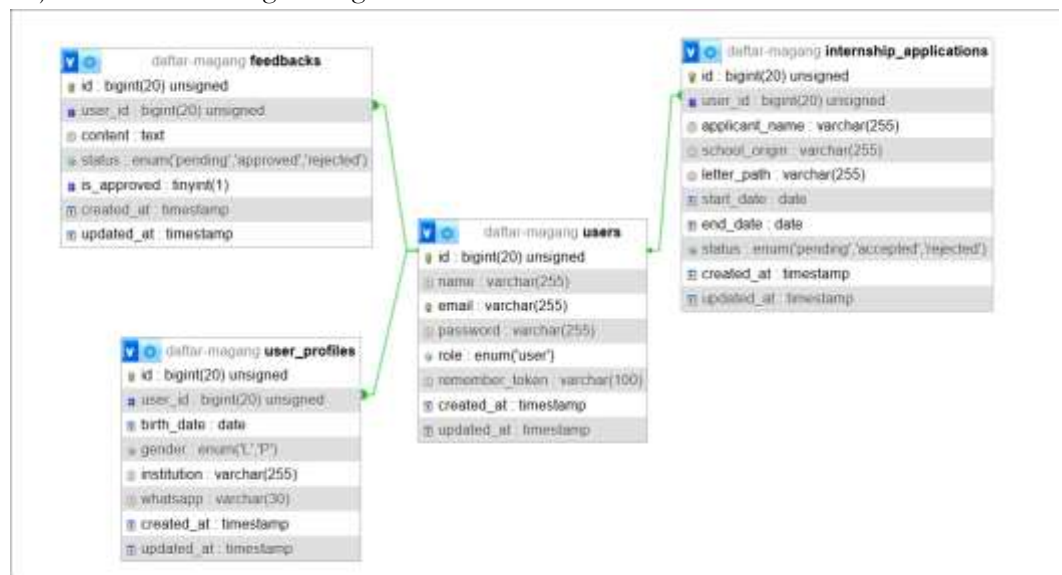 daftar-magang feedbacks
id : bigint(20) unsigned
user_id : bigint(20) unsigned
content : text
status : enum('pending','approved','rejected')
is_approved : tinyint(1)
created_at : timestamp
updated_at : timestamp
daftar-magang internship_applications
id : bigint(20) unsigned
user_id : bigint(20) unsigned
applicant_name : varchar(255)
school_origin : varchar(255)
letter_path : varchar(255)
start_date : date
end_date : date
status : enum('pending','accepted','rejected')
created_at : timestamp
updated_at : timestamp
daftar-magang users
id : bigint(20) unsigned
name : varchar(255)
email : varchar(255)
password : varchar(255)
role : enum('user')
remember_token : varchar(100)
created_at : timestamp
updated_at : timestamp
daftar-magang user_profiles
id : bigint(20) unsigned
user_id : bigint(20) unsigned
birth_date : date
gender : enum('L','P')
institution : varchar(255)
whatsapp : varchar(30)
created_at : timestamp
updated_at : timestamp